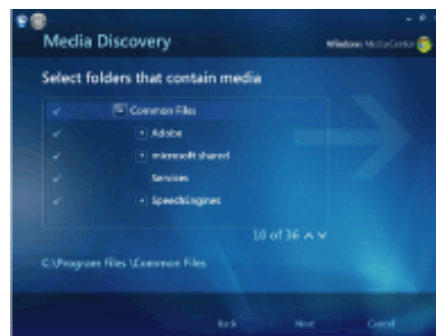 Media Discovery
Windows Media Center
Select folders that contain media
Common Files
Adobe
microsoft shared
Services
SpeechEngines
10 of 36
C:\Program Files\Common Files
Back Next Cancel